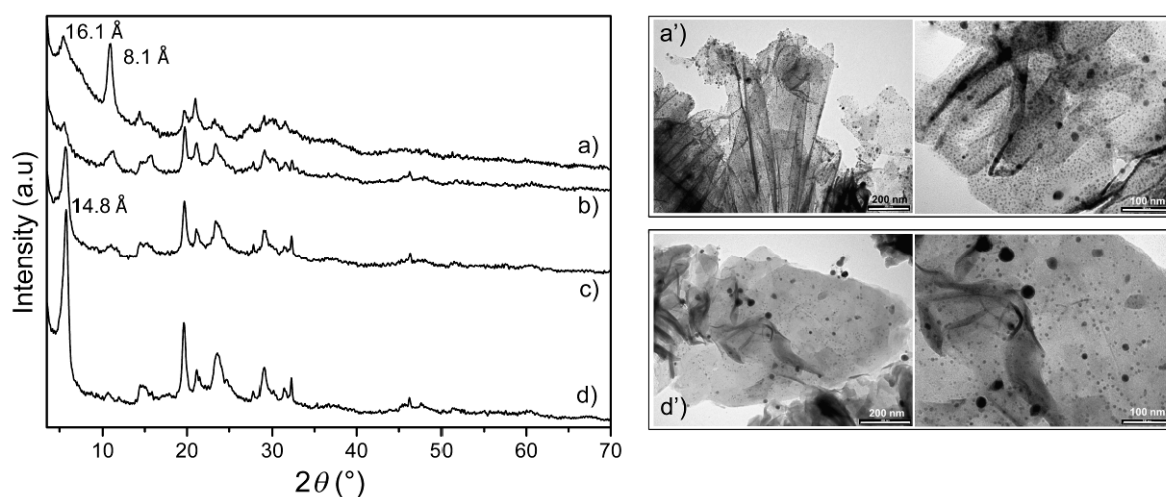 16.1 Å
8.1 Å
a)
b)
14.8 Å
c)
d)
Intensity (a.u)
10 20 30 40 50 60 70
2θ (°)
a')
200 nm
100 nm
d')
200 nm
100 nm